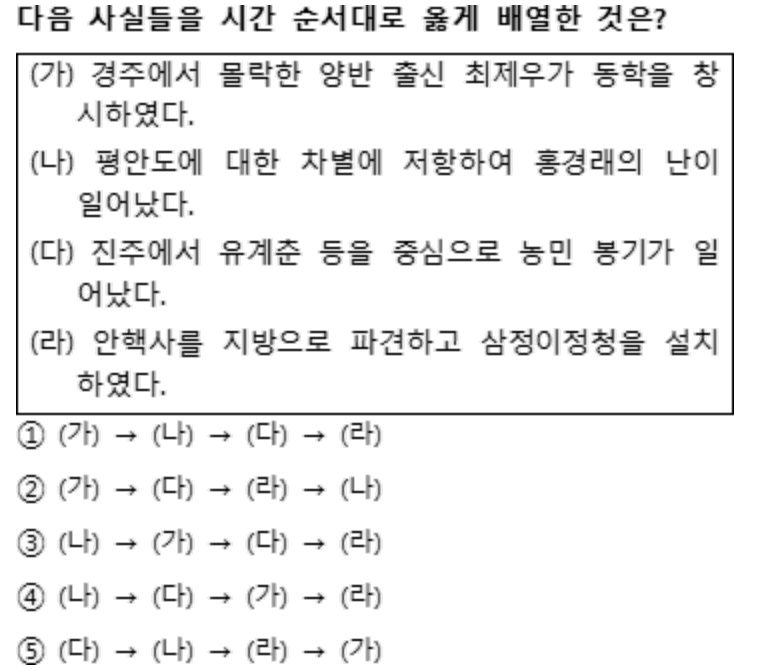 다음 사실들을 시간 순서대로 옳게 배열한 것은?
(가) 경주에서 몰락한 양반 출신 최제우가 동학을 창
시하였다.
(나) 평안도에 대한 차별에 저항하여 홍경래의 난이
일어났다.
(다) 진주에서 유계춘 등을 중심으로 농민 봉기가 일
어났다.
(라) 안핵사를 지방으로 파견하고 삼정이정청을 설치
하였다.
① (가) → (나) → (다) → (라)
② (가) → (다) → (라) → (나)
③ (나) → (가) → (다) → (라)
④ (나) → (다) → (가) → (라)
⑤ (다) → (나) → (라) → (가)